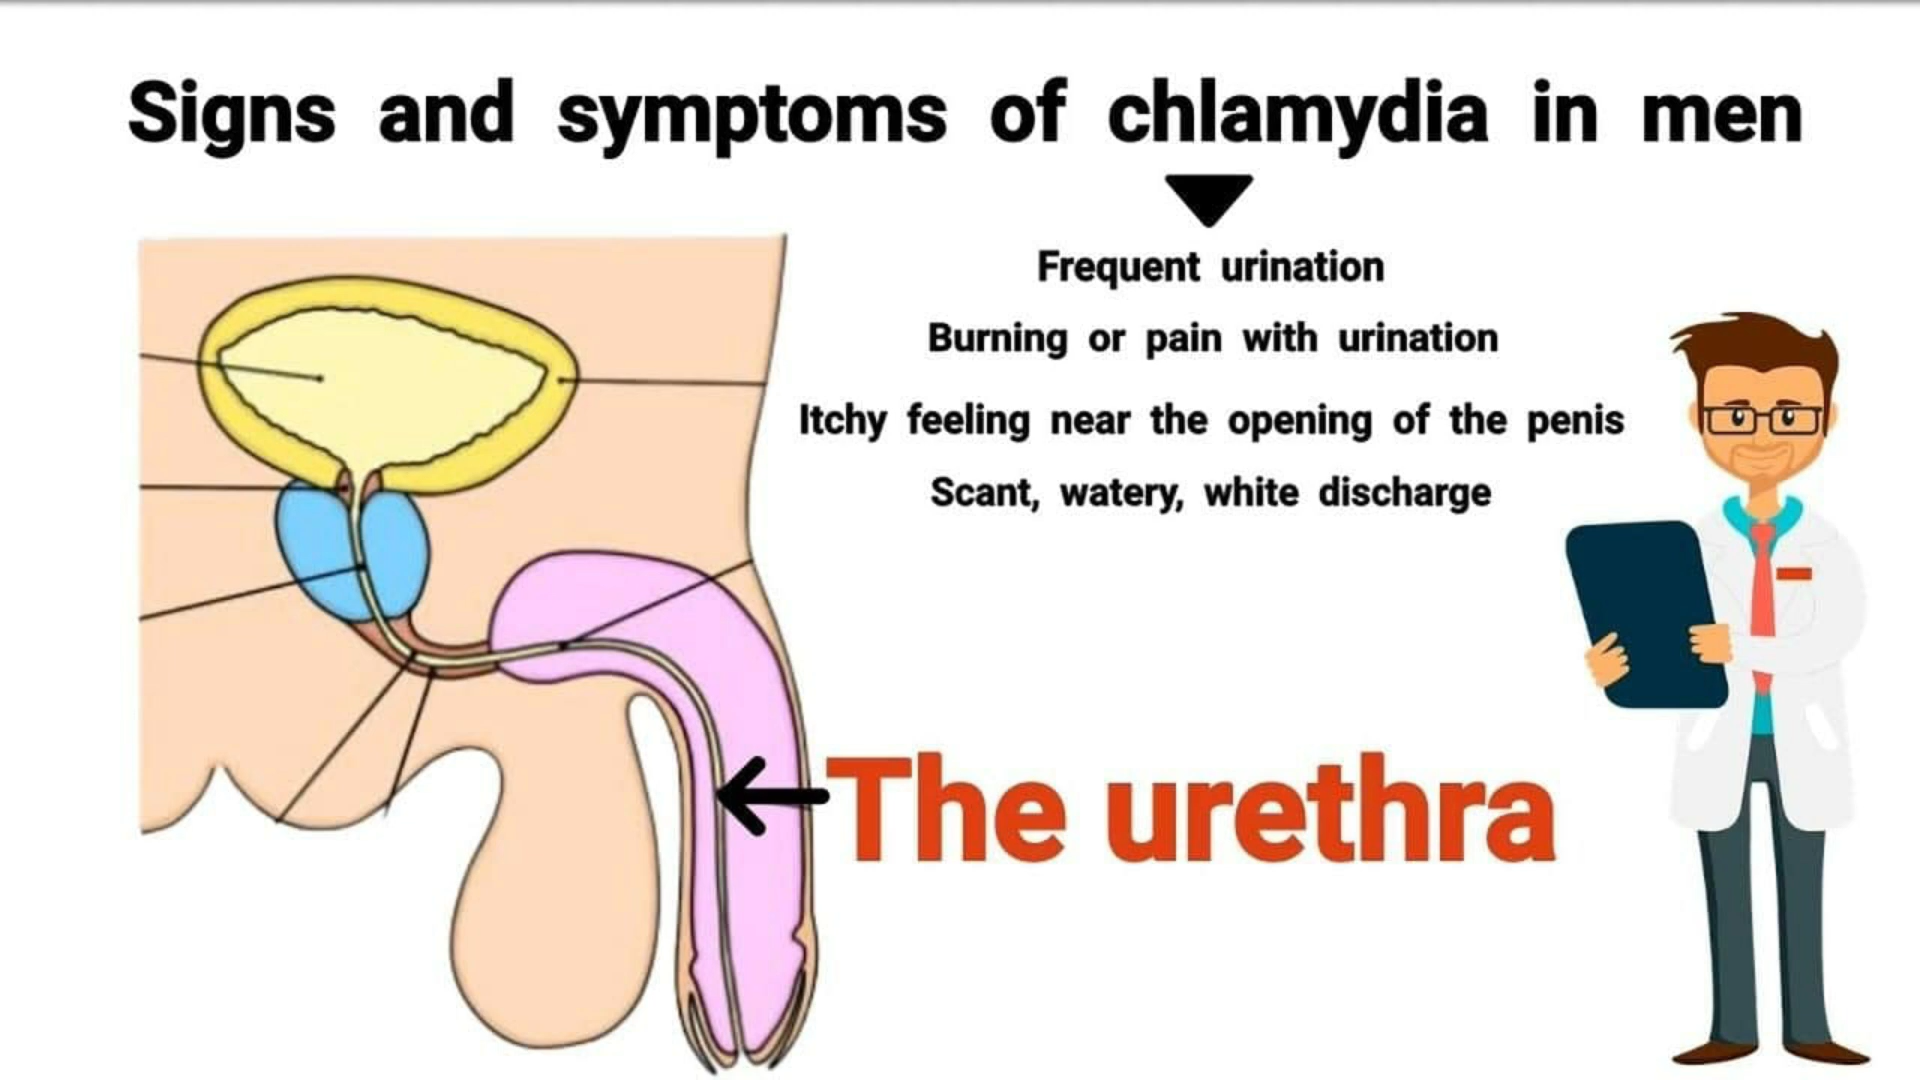 Signs and symptoms of chlamydia in men
Frequent urination
Burning or pain with urination
Itchy feeling near the opening of the penis
Scant, watery, white discharge
The urethra